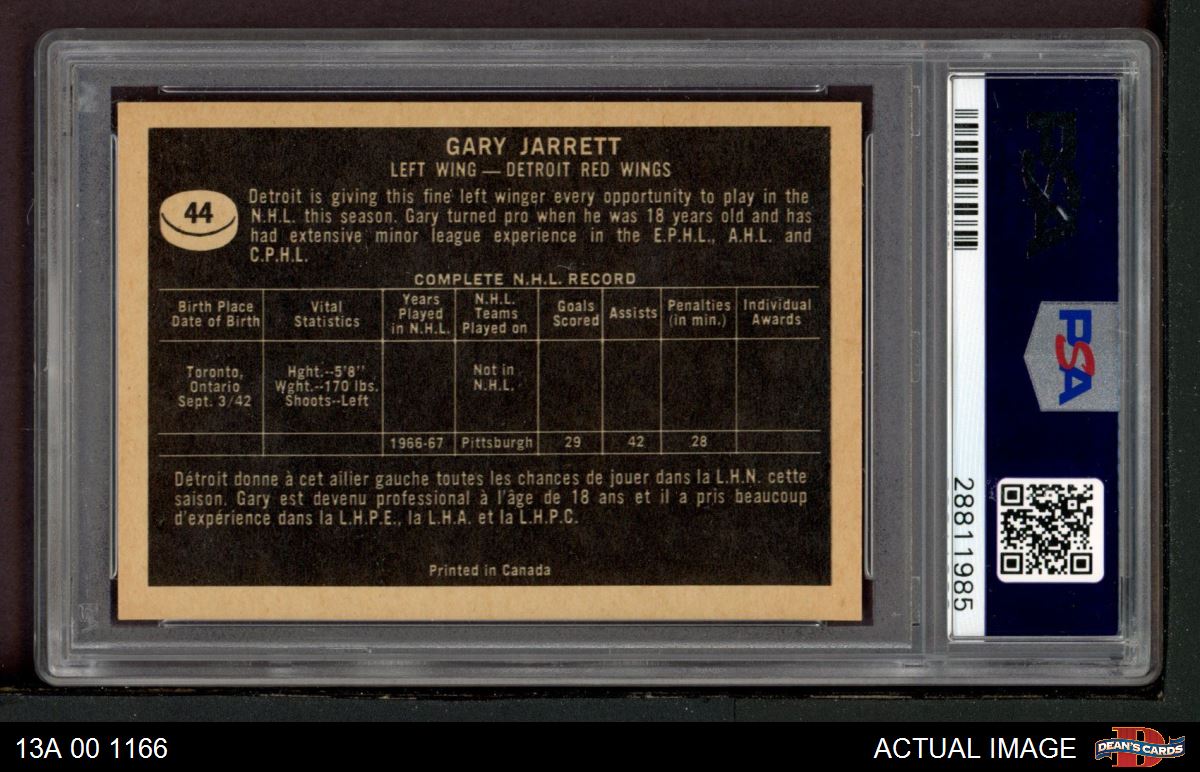 GARY JARRETT
LEFT WING — DETROIT RED WINGS
44
Detroit is giving this fine left winger every opportunity to play in the
N.H.L. this season. Gary turned pro when he was 18 years old and has
had extensive minor league experience in the E.P.H.L., A.H.L. and
C.P.H.L.
COMPLETE N.H.L. RECORD
Birth Place
Date of Birth
Vital
Statistics
Years
Played
in N.H.L.
N.H.L.
Teams
Played on
Goals
Scored
Assists
Penalties
(in min.)
Individual
Awards
Toronto,
Ontario
Sept. 3/42
Hght.--5'8"
Wght.--170 lbs.
Shoots--Left
Not in
N.H.L.
1966-67 Pittsburgh 29 42 28
Détroit donne à cet ailier gauche toutes les chances de jouer dans la L.H.N. cette
saison. Gary est devenu professional à l'âge de 18 ans et il a pris beaucoup
d'expérience dans la L.H.P.E., la L.H.A. et la L.H.P.C.
Printed in Canada
PSA
PSA
28811985
13A 00 1166
ACTUAL IMAGE
DEAN'S CARDS